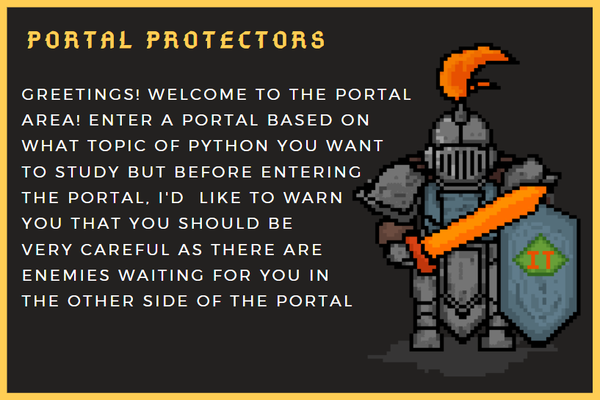 PORTAL PROTECTORS
GREETINGS! WELCOME TO THE PORTAL
AREA! ENTER A PORTAL BASED ON
WHAT TOPIC OF PYTHON YOU WANT
TO STUDY BUT BEFORE ENTERING
THE PORTAL, I'D LIKE TO WARN
YOU THAT YOU SHOULD BE
VERY CAREFUL AS THERE ARE
ENEMIES WAITING FOR YOU IN
THE OTHER SIDE OF THE PORTAL
IT